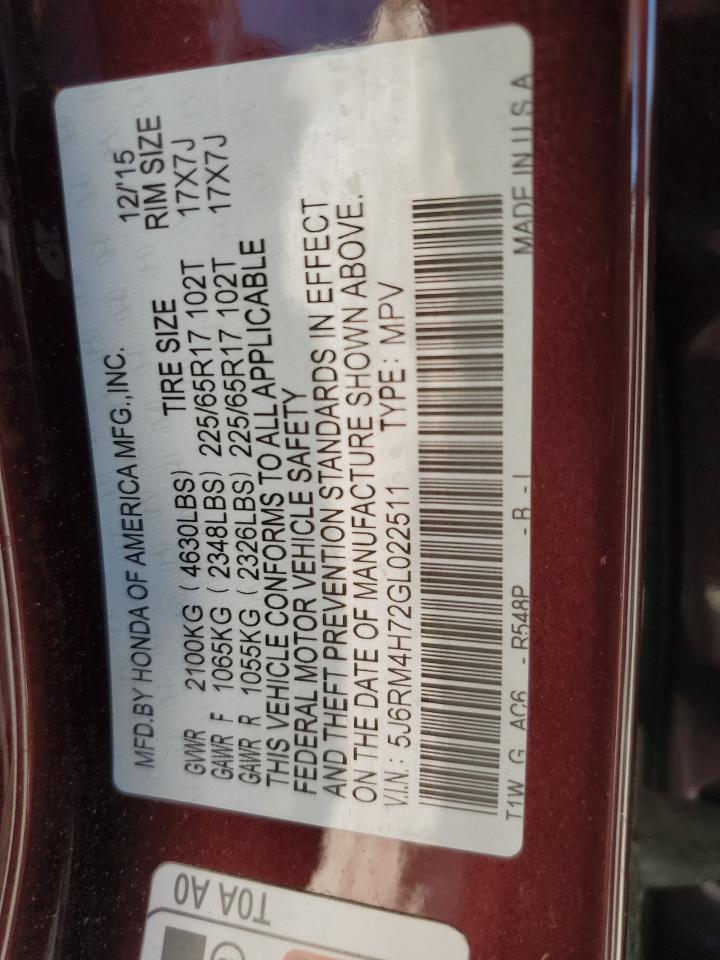 MFD.BY HONDA OF AMERICA MFG.,INC. 12/'15
TIRE SIZE RIM SIZE
GVWR 2100KG ( 4630LBS)
GAWR F 1065KG ( 2348LBS) 225/65R17 102T 17X7J
GAWR R 1055KG ( 2326LBS) 225/65R17 102T 17X7J
THIS VEHICLE CONFORMS TO ALL APPLICABLE
FEDERAL MOTOR VEHICLE SAFETY
AND THEFT PREVENTION STANDARDS IN EFFECT
ON THE DATE OF MANUFACTURE SHOWN ABOVE.
V.I.N.: 5J6RM4H72GL022511 TYPE: MPV
T1W G AC6 - R548P - B - I MADE IN U S A
T0A A0